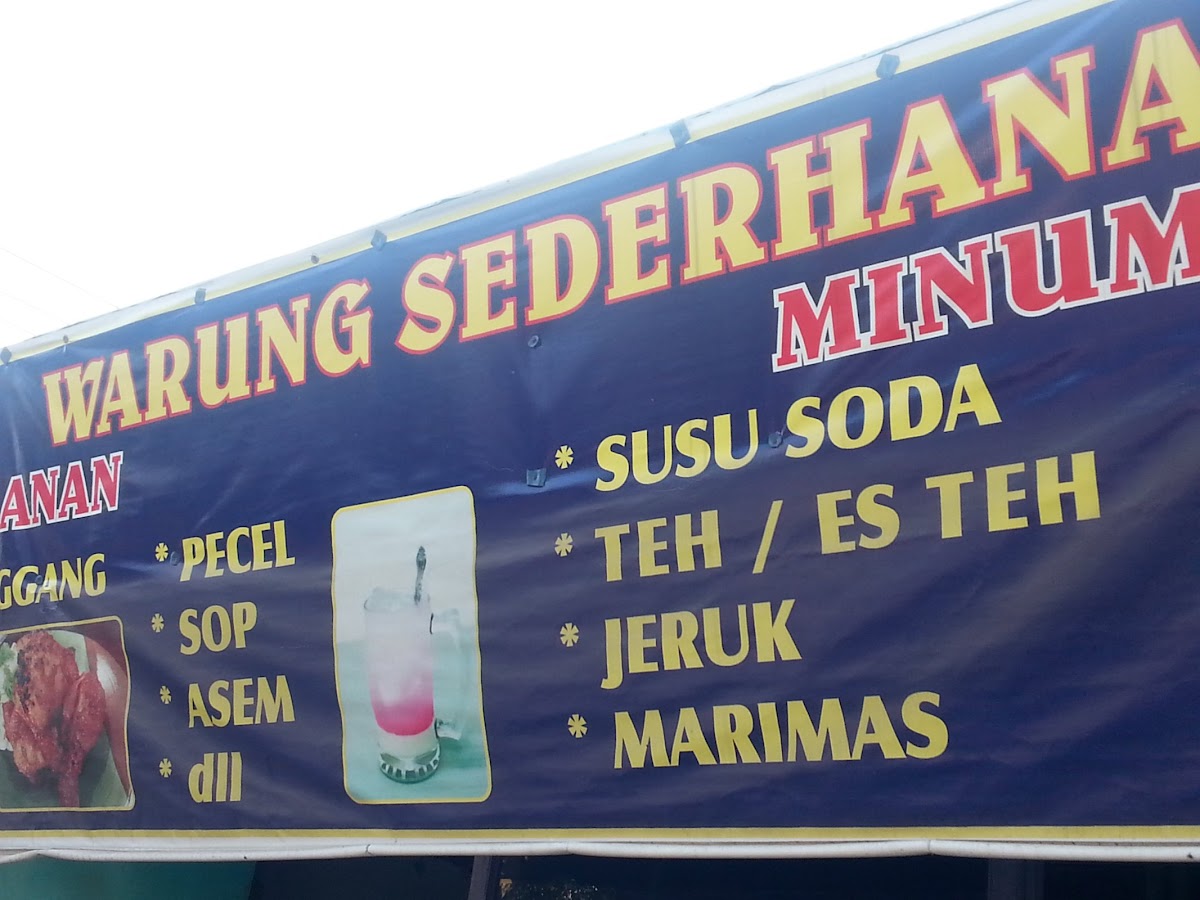 WARUNG SEDERHANA
ANAN
GGANG
* PECEL
* SOP
* ASEM
* dll
MINUM
* SUSU SODA
* TEH / ES TEH
* JERUK
* MARIMAS